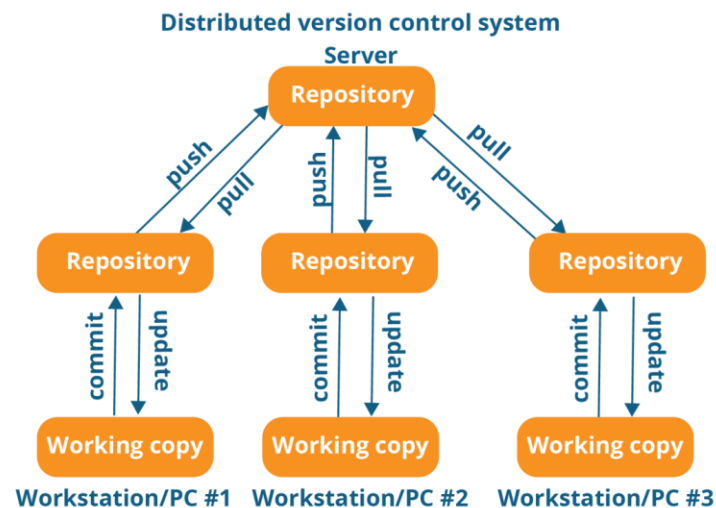 Distributed version control system
Server
Repository
push
pull
push
pull
pull
push
Repository
Repository
Repository
commit
update
commit
update
commit
update
Working copy
Working copy
Working copy
Workstation/PC #1
Workstation/PC #2
Workstation/PC #3